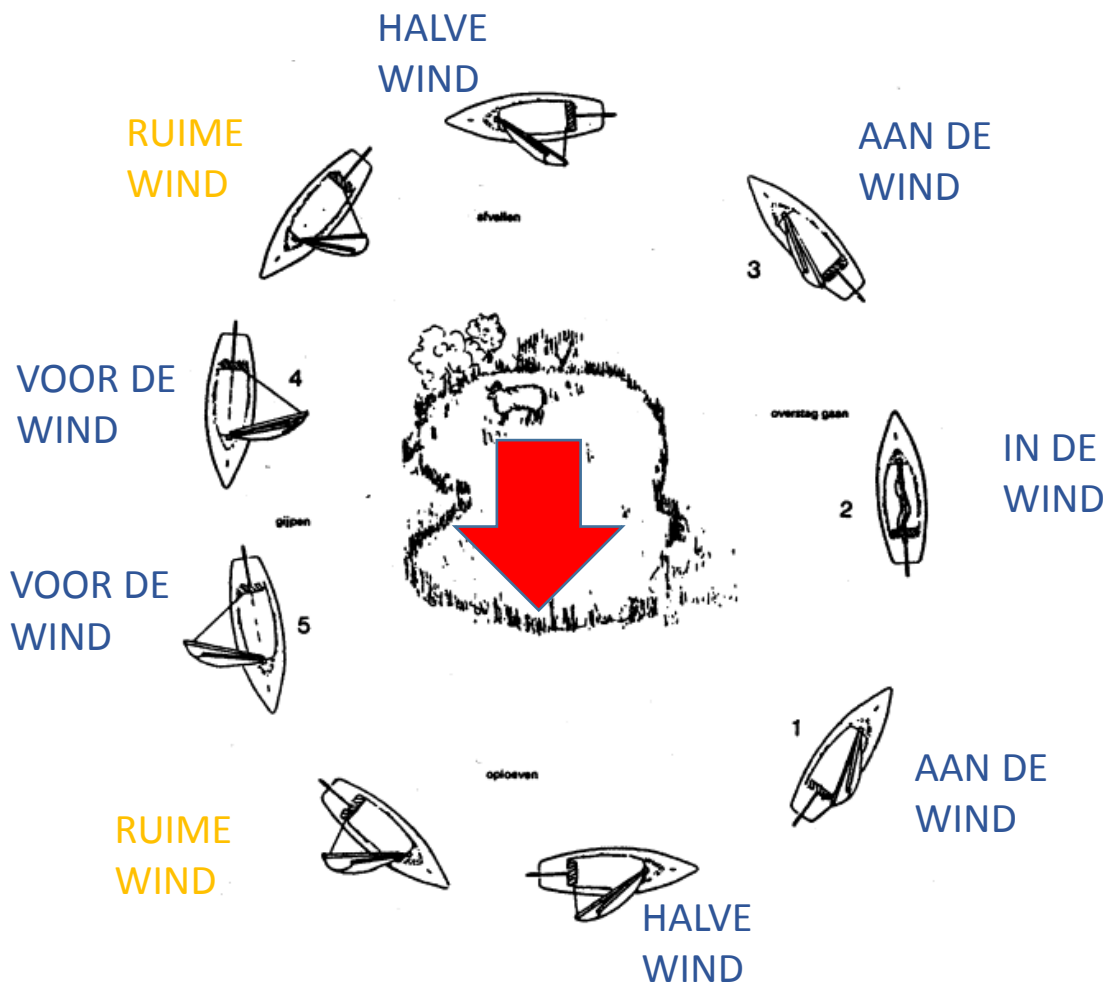 HALVE
WIND
RUIME
WIND
AAN DE
WIND
afvallen
3
4
VOOR DE
WIND
overstag gaan
IN DE
WIND
2
gijpen
VOOR DE
WIND
5
1
oploeven
AAN DE
WIND
RUIME
WIND
HALVE
WIND